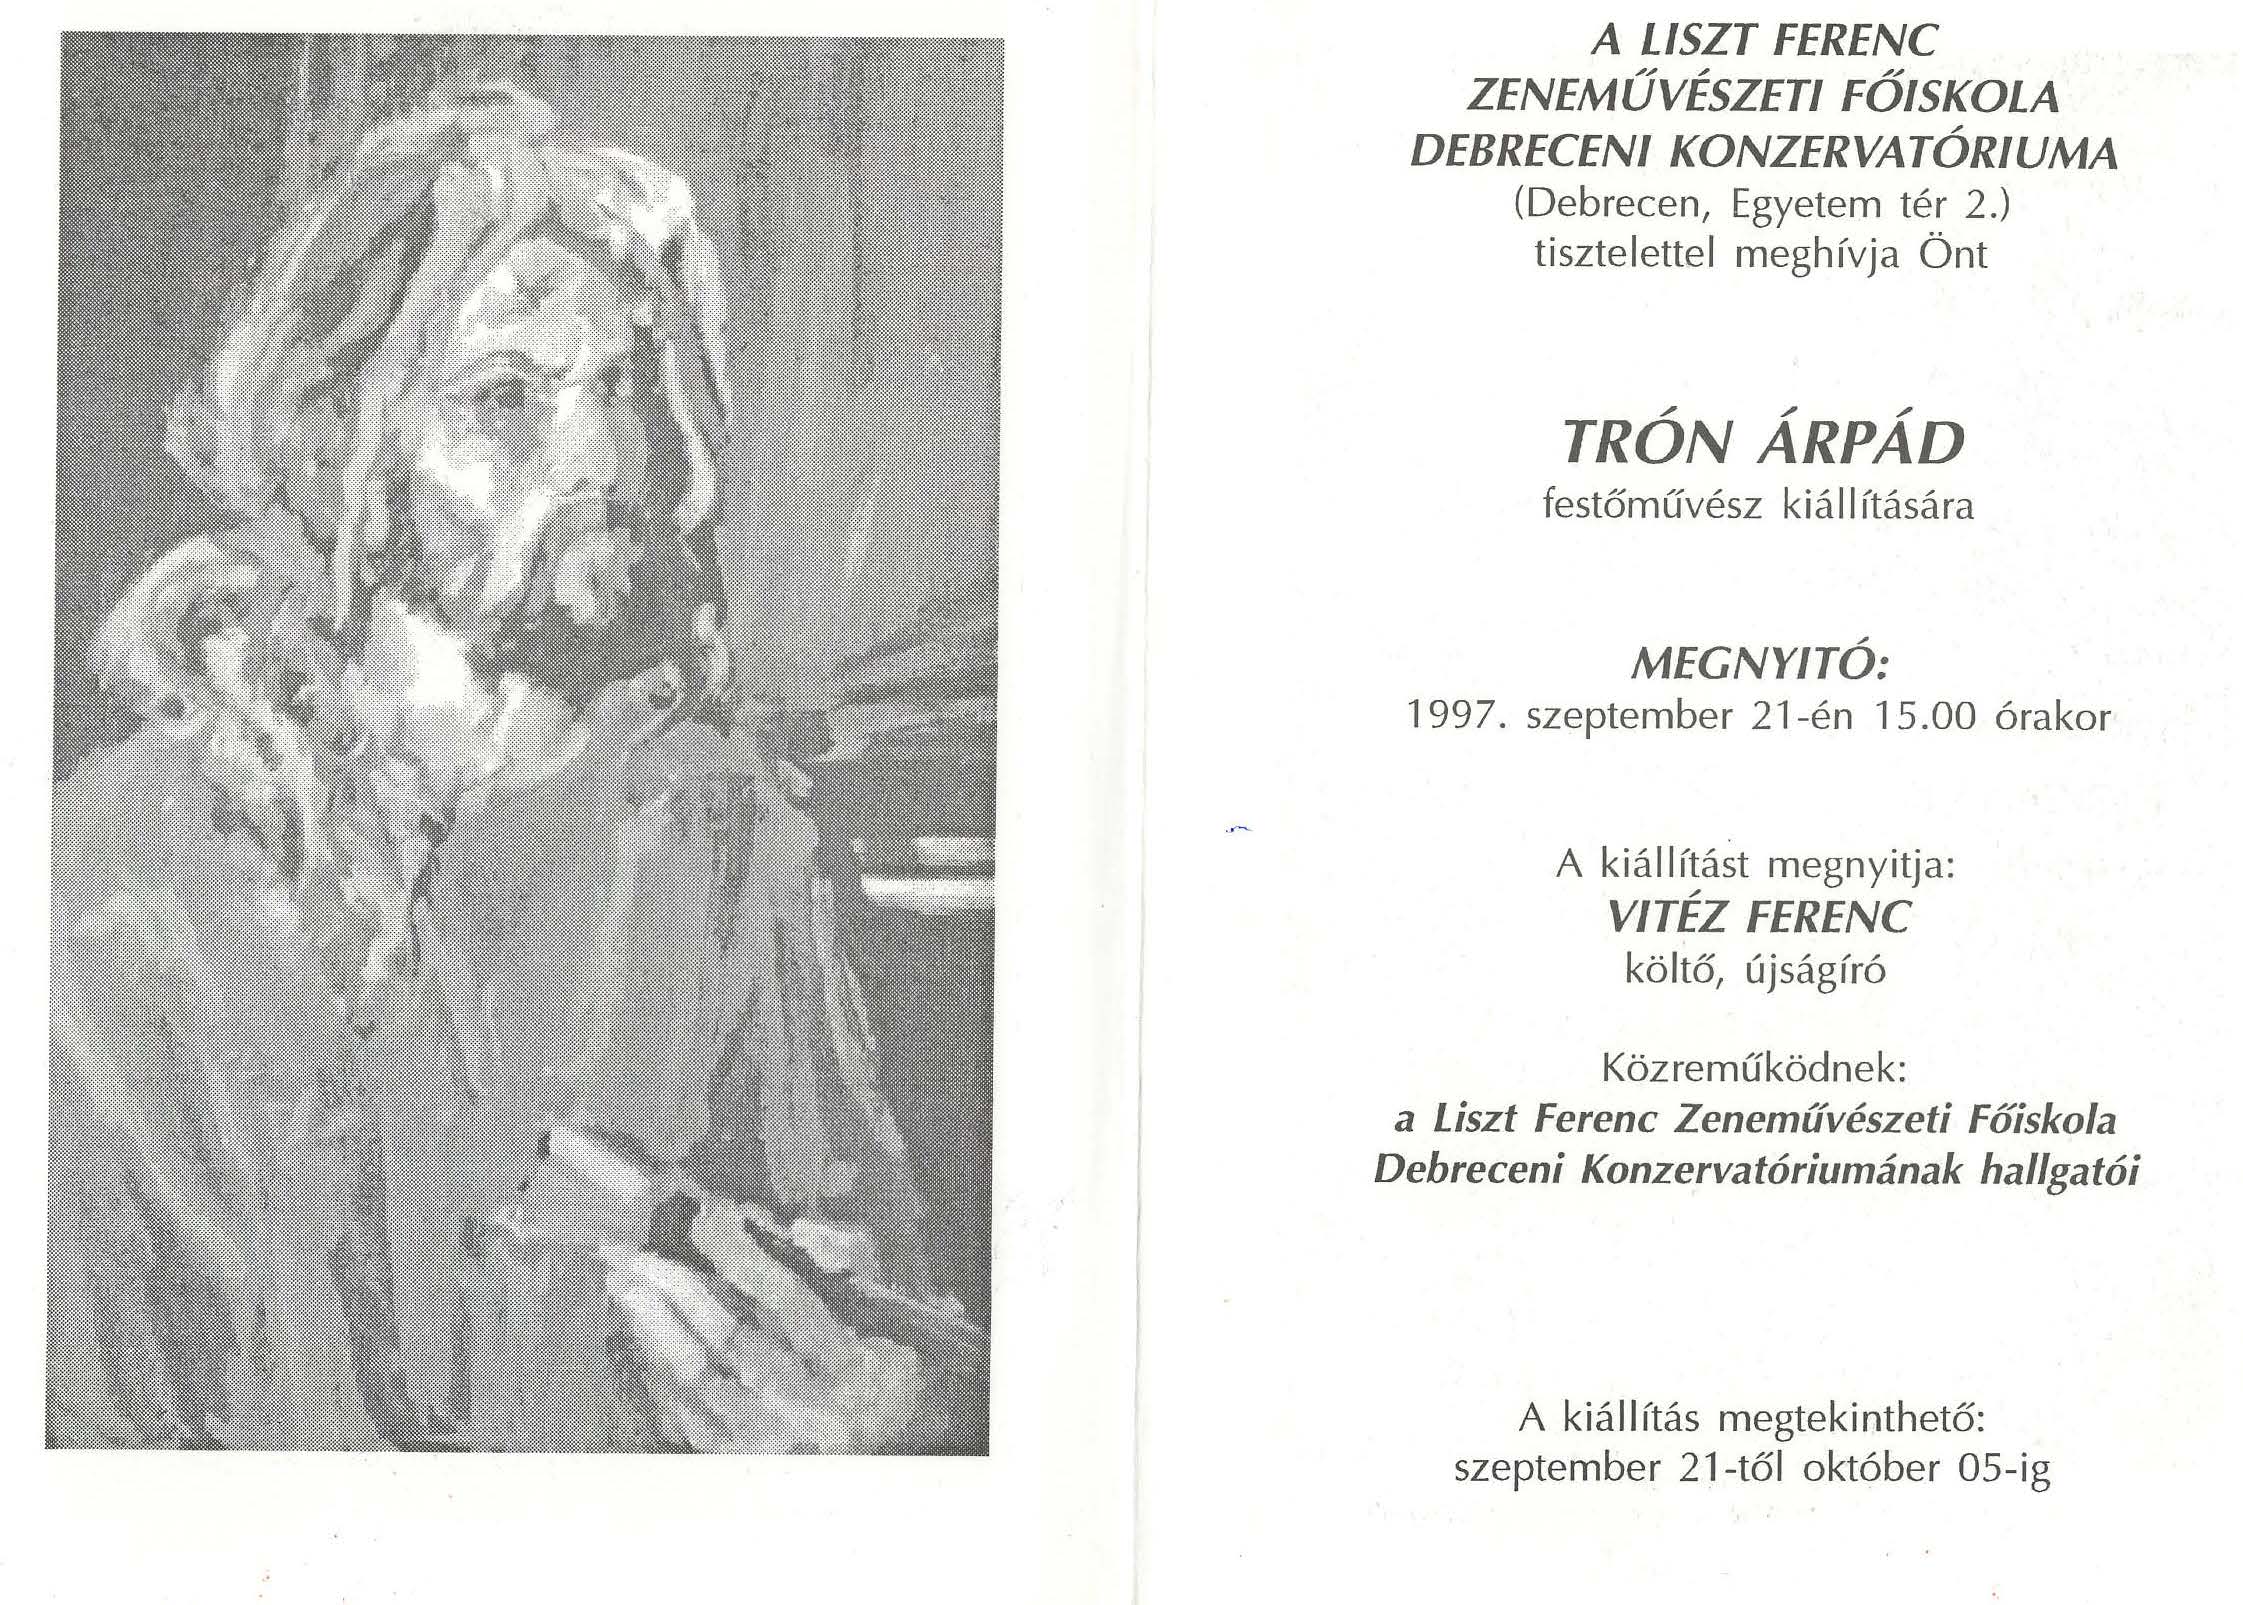 A LISZT FERENC
ZENEMŰVÉSZETI FŐISKOLA
DEBRECENI KONZERVATÓRIUMA
(Debrecen, Egyetem tér 2.)
tisztelettel meghívja Önt
TRÓN ÁRPÁD
festőművész kiállítására
MEGNYITÓ:
1997. szeptember 21-én 15.00 órakor
A kiállítást megnyitja:
VITÉZ FERENC
költő, újságíró
Közreműködnek:
a Liszt Ferenc Zeneművészeti Főiskola
Debreceni Konzervatóriumának hallgatói
A kiállítás megtekinthető:
szeptember 21-től október 05-ig